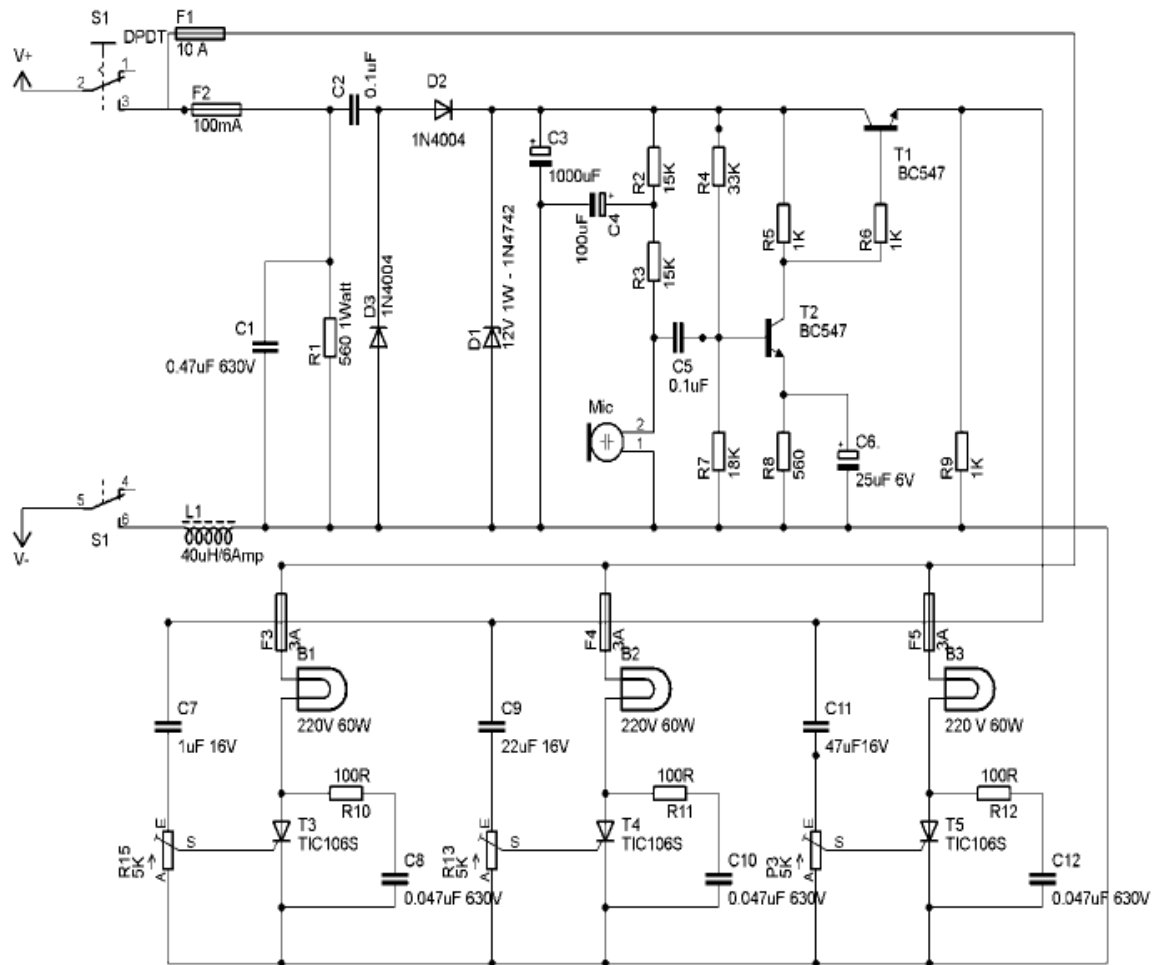 S1
F1
DPDT
10 A
V+
1
2
3
F2
100mA
C2
0.1uF
D2
1N4004
C3
1000uF
R2
15K
R4
33K
T1
BC547
100uF
C4
R3
15K
R5
1K
R6
1K
12V 1W - 1N4742
D1
D3
1N4004
C1
0.47uF 630V
R1
560 1Watt
T2
BC547
C5
0.1uF
Mic
2
1
R7
18K
R8
560
C6.
25uF 6V
R9
1K
4
5
6
V-
S1
L1
40uH/6Amp
F3
3A
F4
3A
F5
3A
B1
B2
B3
220V 60W
220V 60W
220 V 60W
C7
1uF 16V
C9
22uF 16V
C11
47uF16V
100R
R10
100R
R11
100R
R12
E
S
A
R15
5K
T3
TIC106S
E
S
A
R13
5K
T4
TIC106S
E
S
A
P3
5K
T5
TIC106S
C8
0.047uF 630V
C10
0.047uF 630V
C12
0.047uF 630V